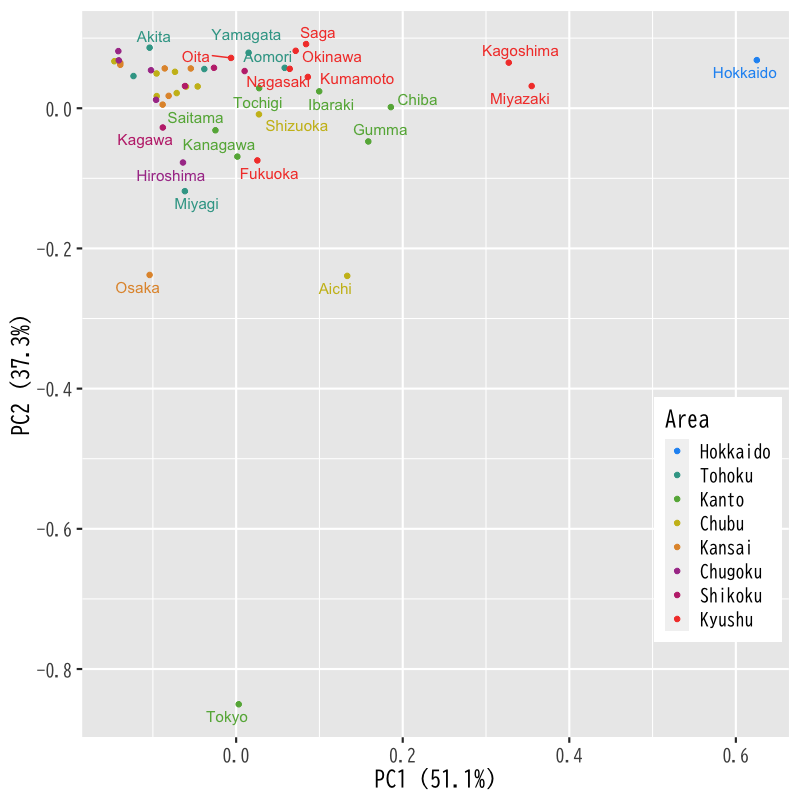 Akita
Yamagata
Saga
Oita
Aomori
Okinawa
Kagoshima
Hokkaido
Nagasaki
Kumamoto
Miyazaki
Tochigi
Ibaraki
Chiba
Saitama
Shizuoka
Gumma
Kagawa
Kanagawa
Hiroshima
Fukuoka
Miyagi
Osaka
Aichi
Tokyo
0.0
−0.2
−0.4
−0.6
−0.8
PC2 (37.3%)
0.0
0.2
0.4
0.6
PC1 (51.1%)
Area
Hokkaido
Tohoku
Kanto
Chubu
Kansai
Chugoku
Shikoku
Kyushu